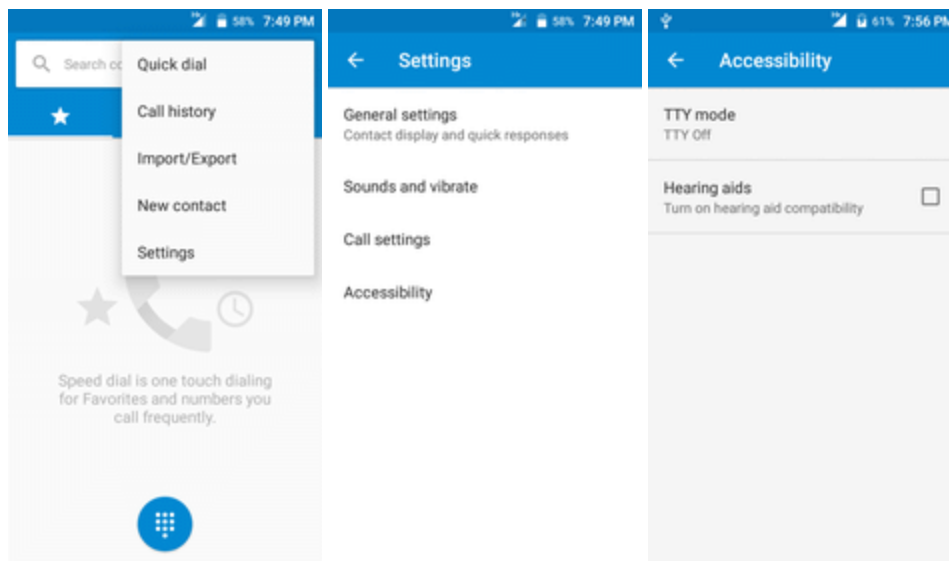 58% 7:49 PM
Search co
Quick dial
Call history
Import/Export
New contact
Settings
Speed dial is one touch dialing
for Favorites and numbers you
call frequently.
58% 7:49 PM
Settings
General settings
Contact display and quick responses
Sounds and vibrate
Call settings
Accessibility
61% 7:56 PM
Accessibility
TTY mode
TTY Off
Hearing aids
Turn on hearing aid compatibility